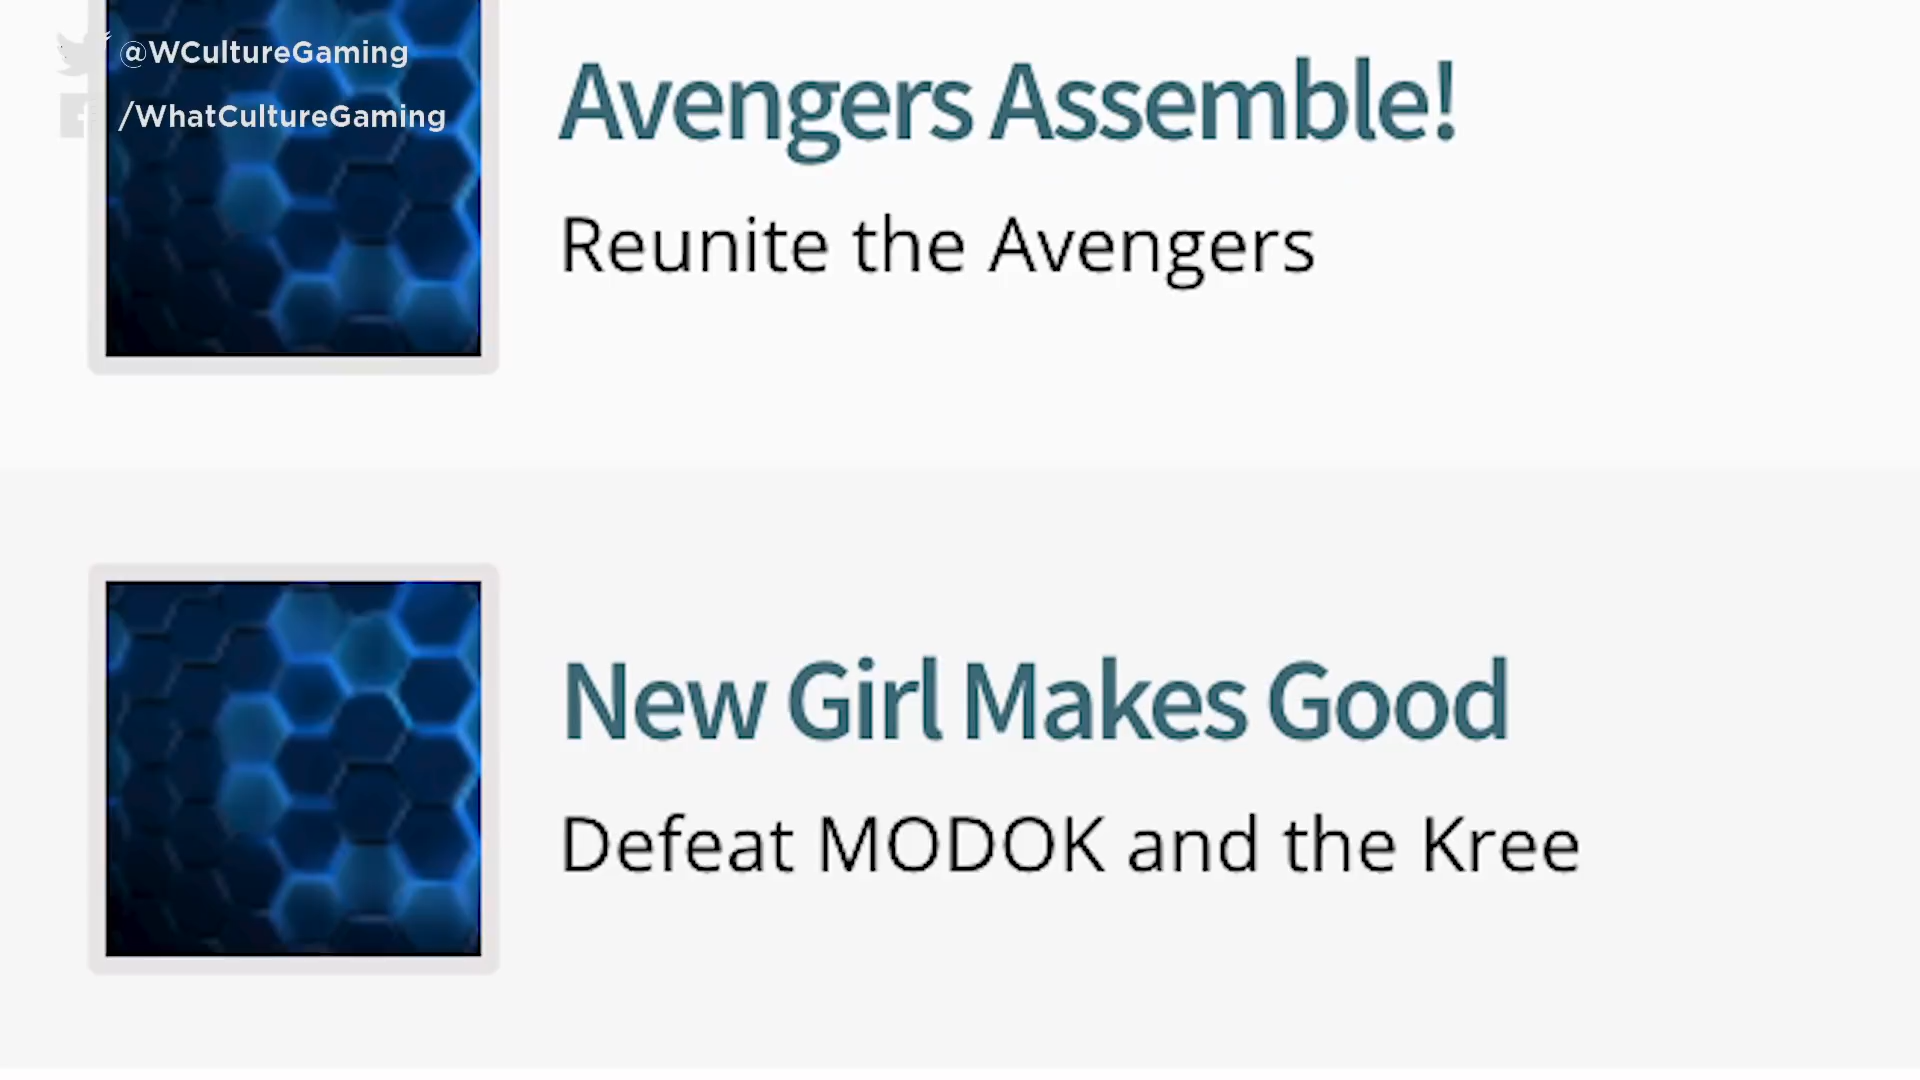 @WCultureGaming
/WhatCultureGaming
Avengers Assemble!
Reunite the Avengers
New Girl Makes Good
Defeat MODOK and the Kree